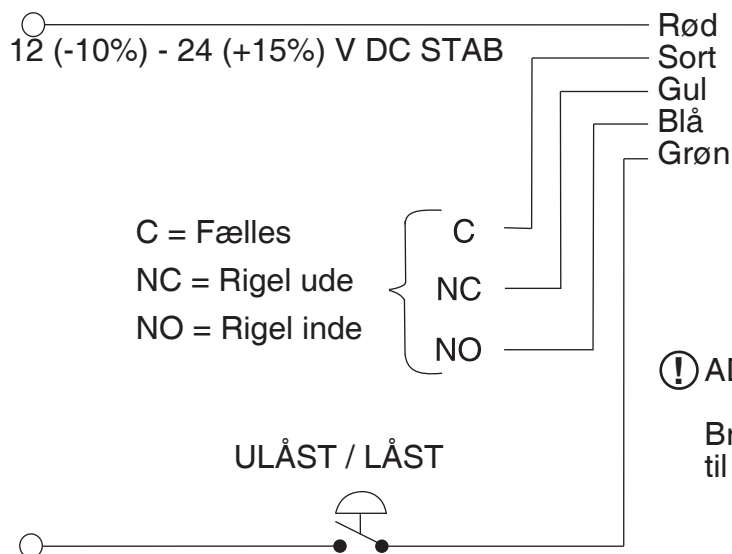 Rød
12 (-10%) - 24 (+15%) V DC STAB
Sort
Gul
Blå
Grøn
C = Fælles
NC = Rigel ude
NO = Rigel inde
C
NC
NO
ULÅST / LÅST
til